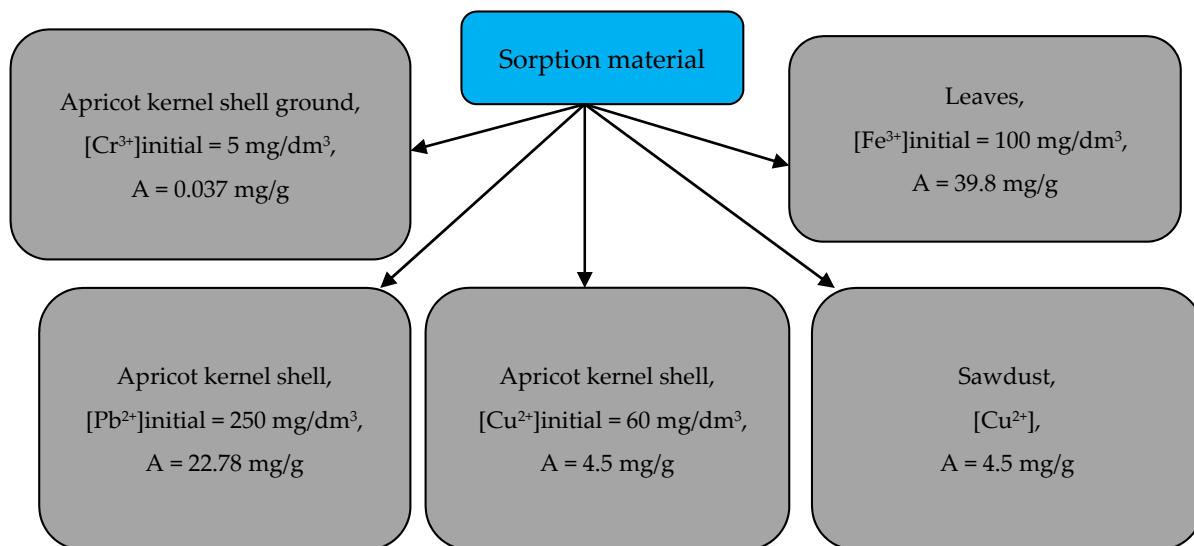 Sorption material
Apricot kernel shell ground,
[Cr³⁺]initial = 5 mg/dm³,
A = 0.037 mg/g
Leaves,
[Fe³⁺]initial = 100 mg/dm³,
A = 39.8 mg/g
Apricot kernel shell,
[Pb²⁺]initial = 250 mg/dm³,
A = 22.78 mg/g
Apricot kernel shell,
[Cu²⁺]initial = 60 mg/dm³,
A = 4.5 mg/g
Sawdust,
[Cu²⁺],
A = 4.5 mg/g